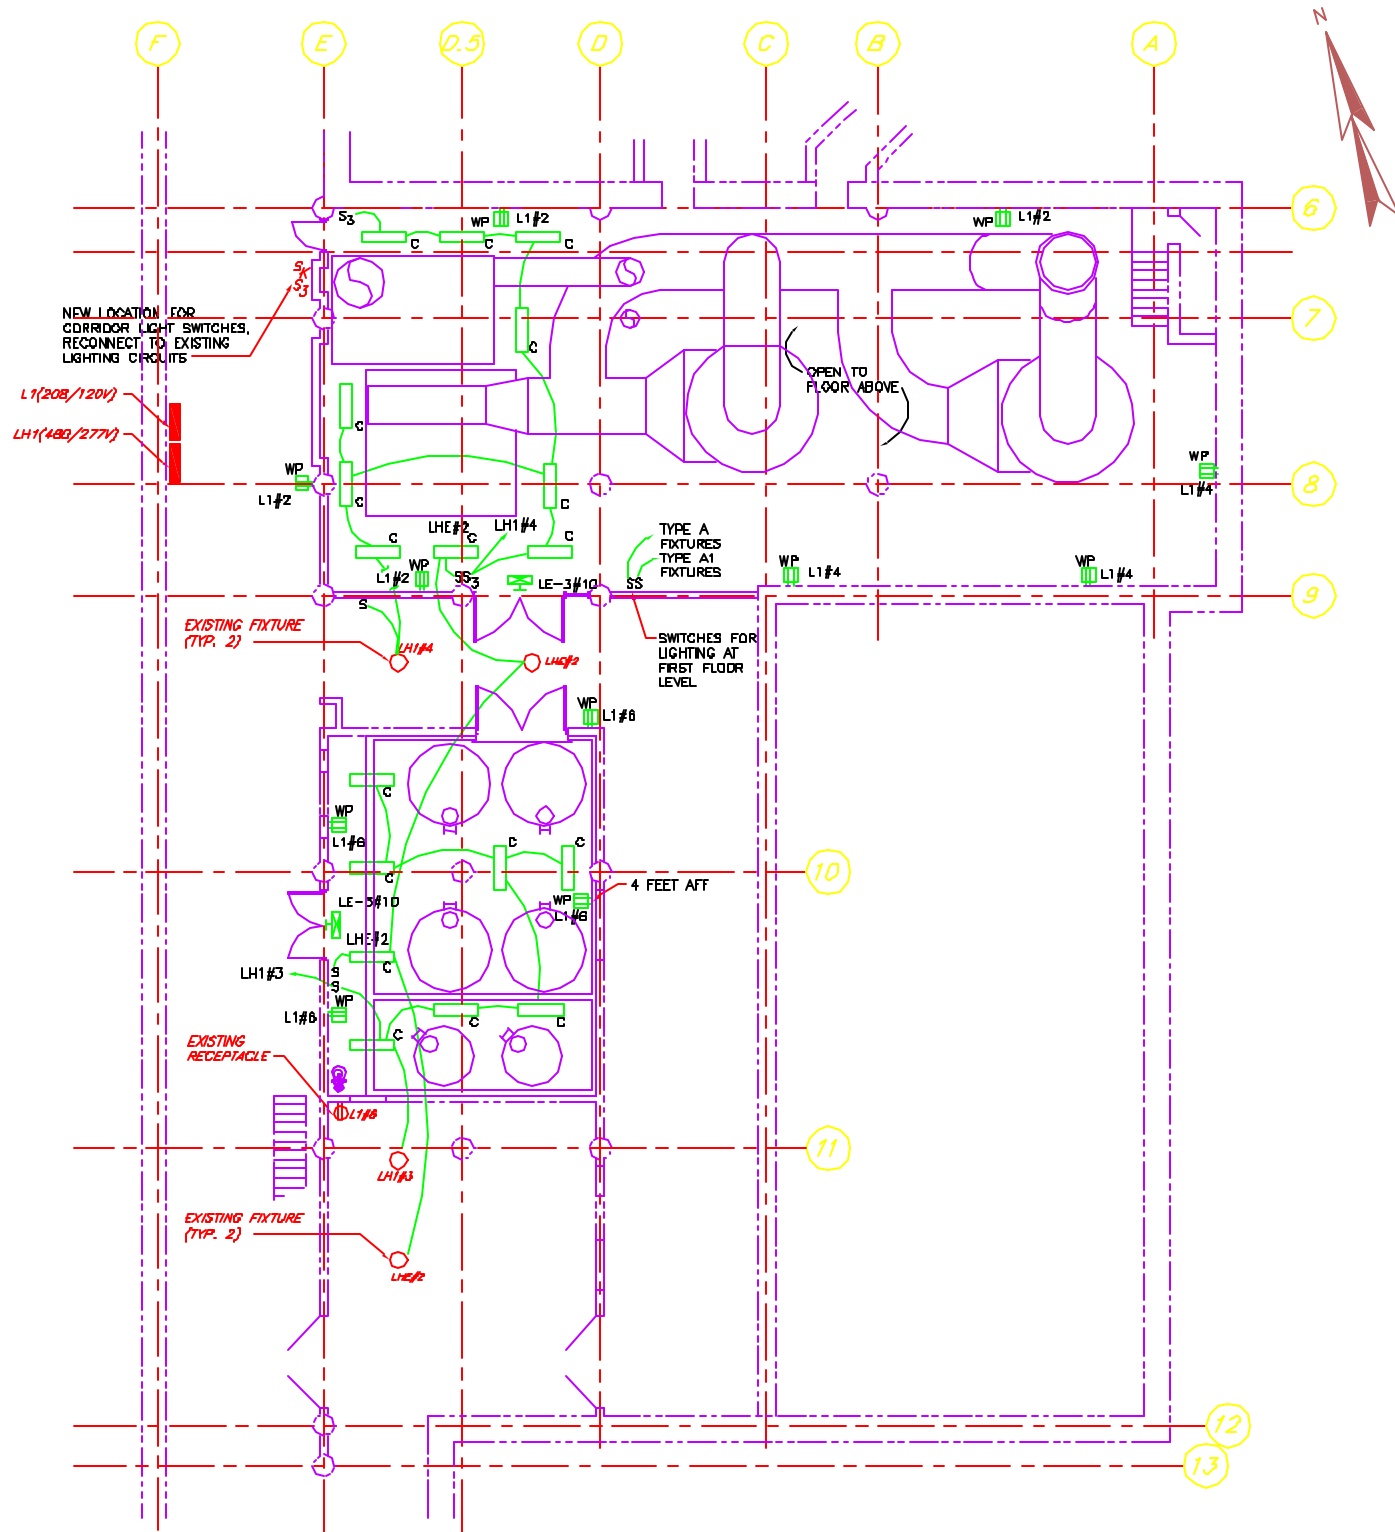 N
F E D.5 D C B A
6
S3 WP L1#2 WP L1#2
C C C
SK
S3
NEW LOCATION FOR
CORRIDOR LIGHT SWITCHES,
RECONNECT TO EXISTING
LIGHTING CIRCUITS
7
C
OPEN TO
FLOOR ABOVE
L1(208/120V)
LH1(480/277V)
C
WP
L1#2
C C
WP
L1#4
8
LHE#2 LH1#4
C C C
TYPE A
FIXTURES
TYPE A1
FIXTURES
L1#2 WP SS3 LE-3#10 SS
WP L1#4 WP L1#4
9
S
EXISTING FIXTURE
(TYP. 2)
LH1#4 LHE#2
SWITCHES FOR
LIGHTING AT
FIRST FLOOR
LEVEL
WP L1#6
C
WP
L1#6
C C
C
10
4 FEET AFF
LE-3#10
WP
L1#6
LHE#2
C
LH1#3
S
S
WP
L1#6
C C C
EXISTING
RECEPTACLE
L1#6
11
LH1#3
EXISTING FIXTURE
(TYP. 2)
LHE#2
12
13